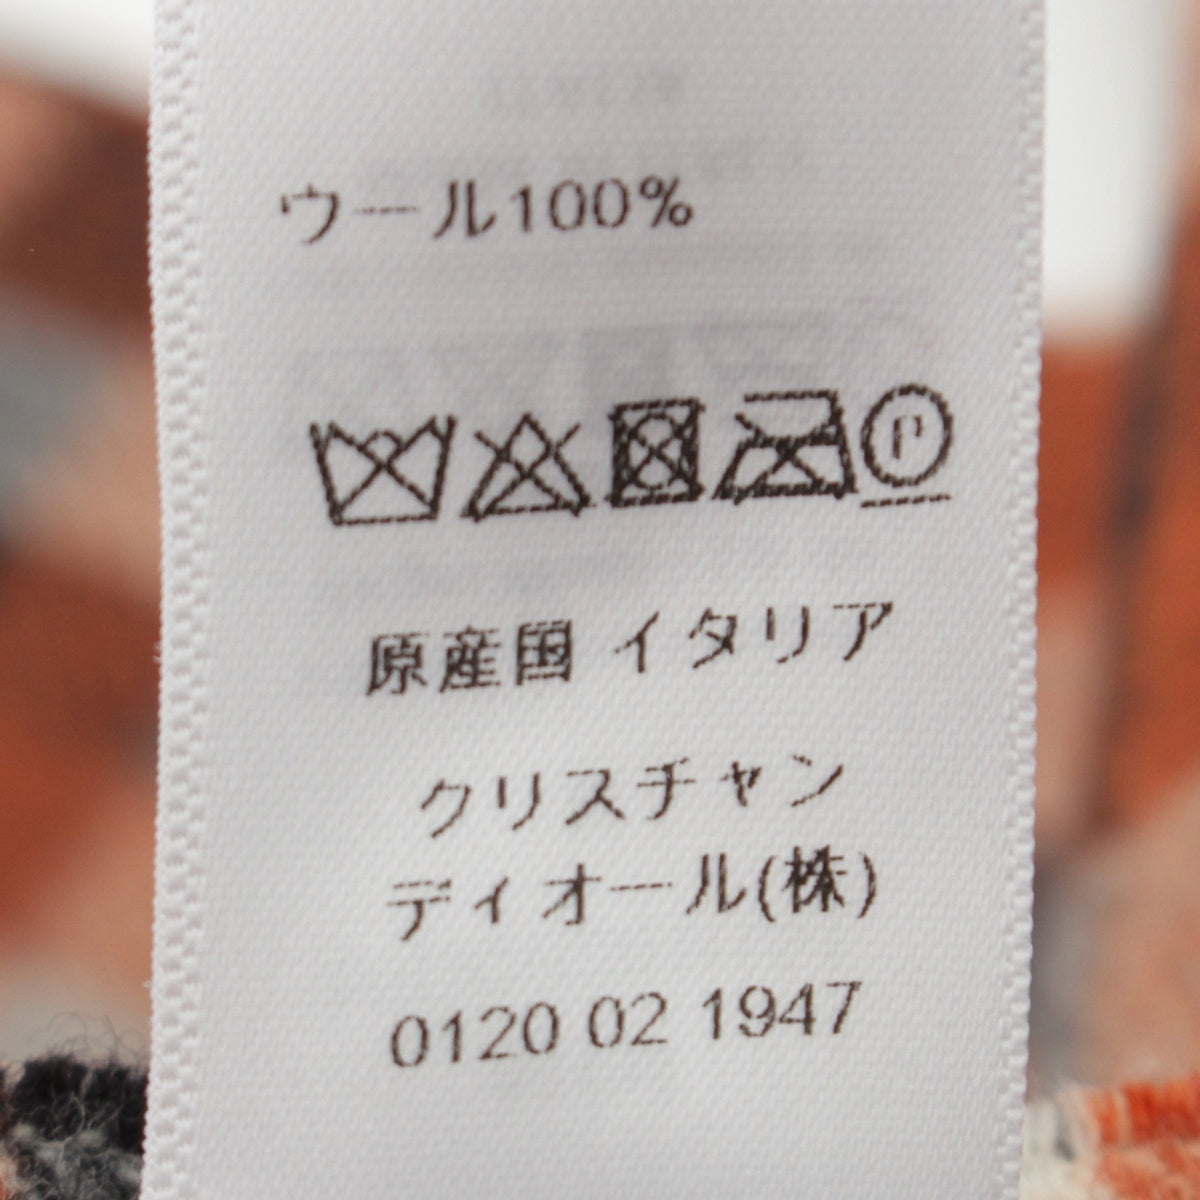 ウール100%
P
原産国 イタリア
クリスチャン
ディオール(株)
0120 02 1947